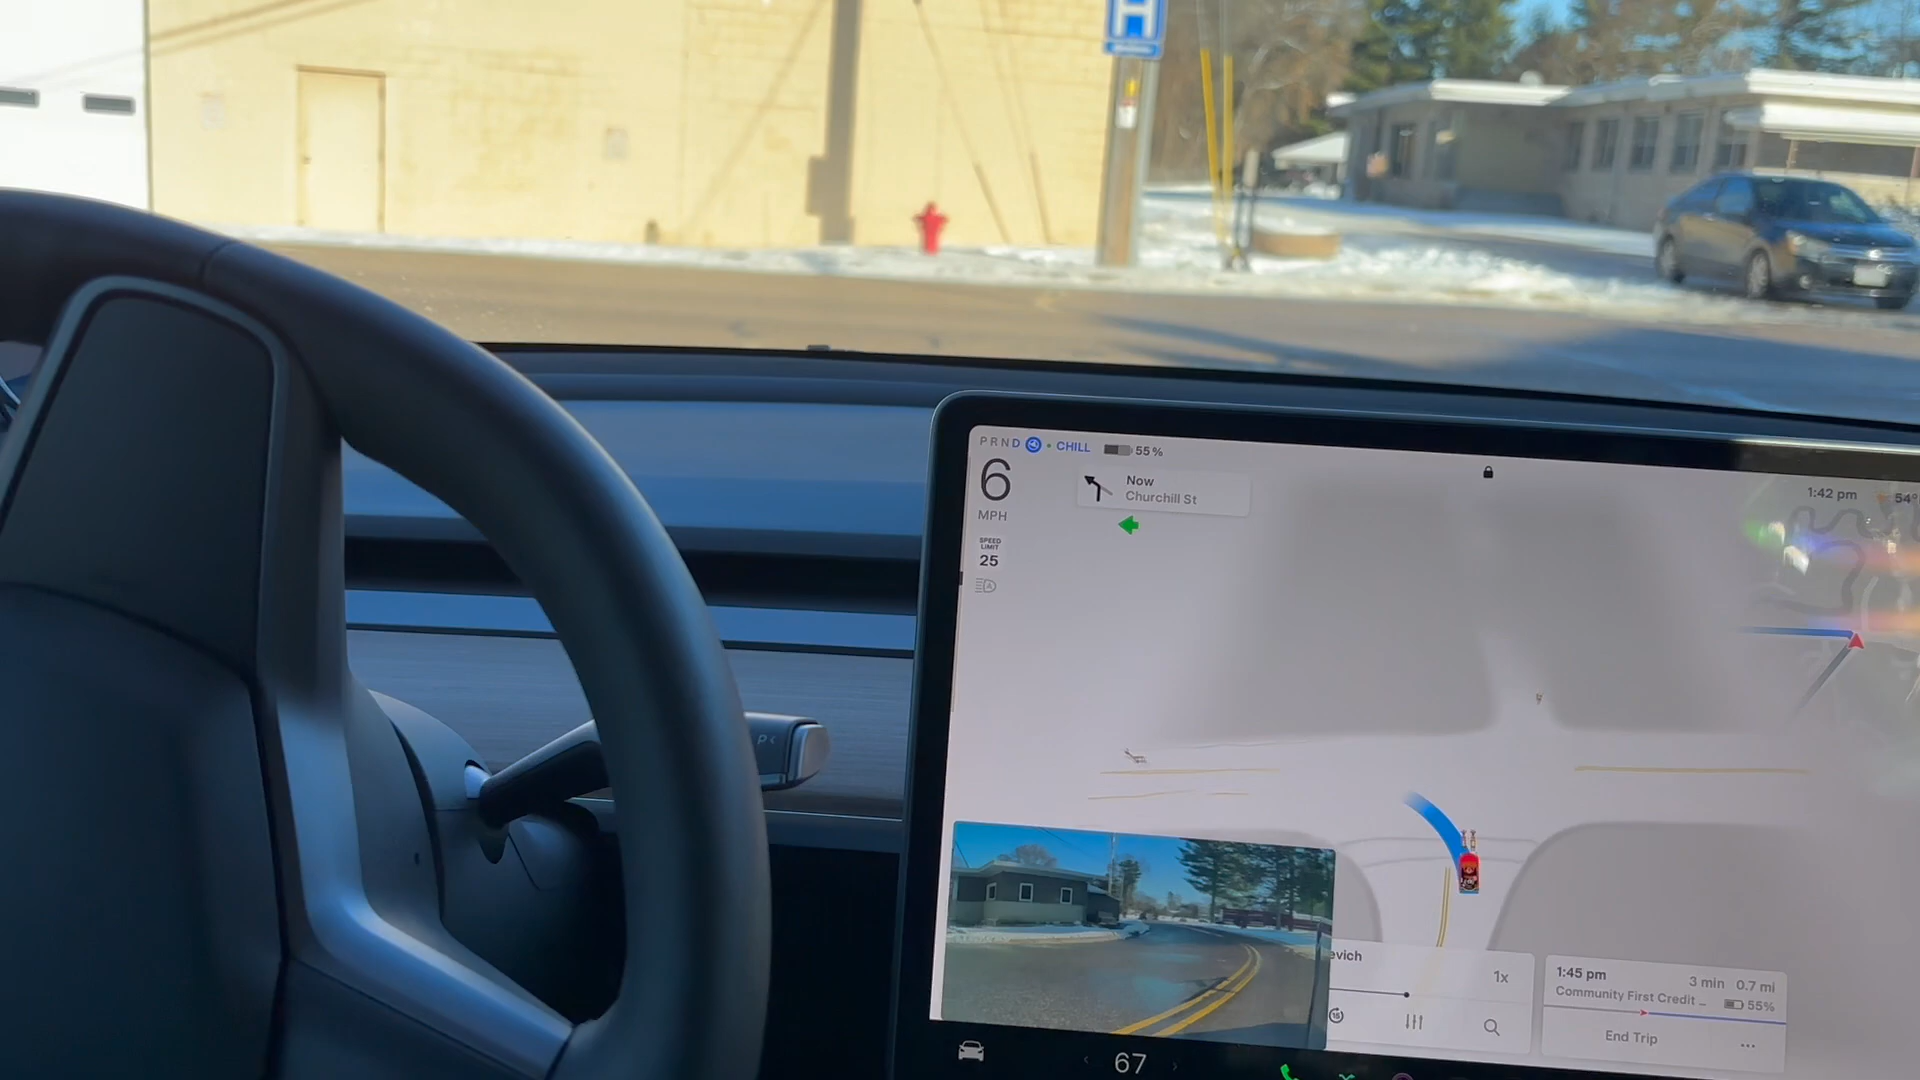 H
PRND
CHILL
55%
6
MPH
SPEED
LIMIT
25
Now
Churchill St
1:42 pm
54°
P
evich
1x
15
1:45 pm
3 min 0.7 mi
Community First Credit ...
55%
End Trip
...
67